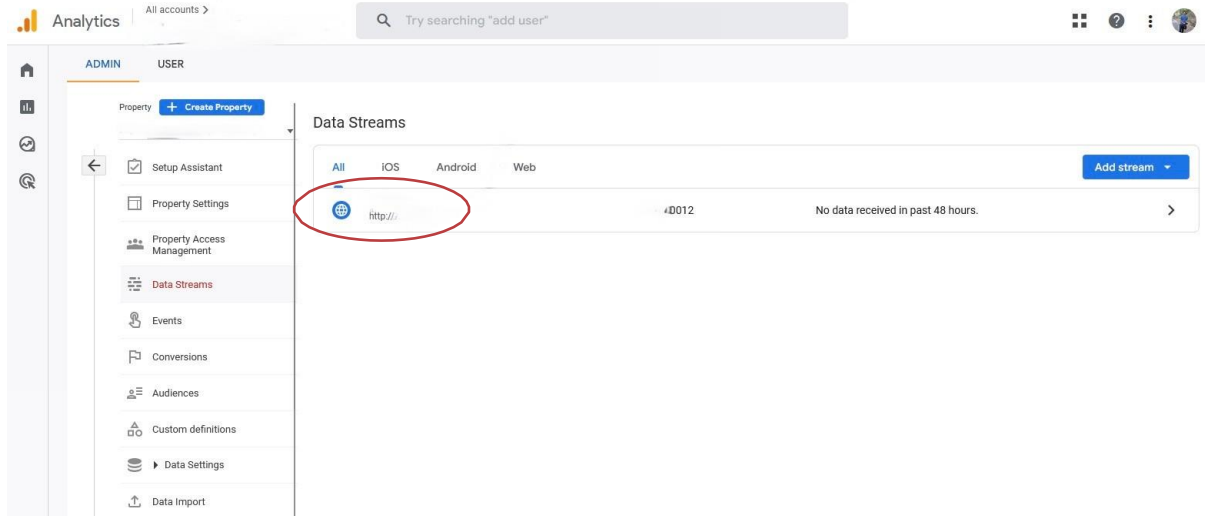 All accounts >
Analytics
Try searching "add user"
ADMIN USER
Property + Create Property
Data Streams
All iOS Android Web
Add stream
http://
0012
No data received in past 48 hours.
Setup Assistant
Property Settings
Property Access
Management
Data Streams
Events
Conversions
Audiences
Custom definitions
Data Settings
Data Import